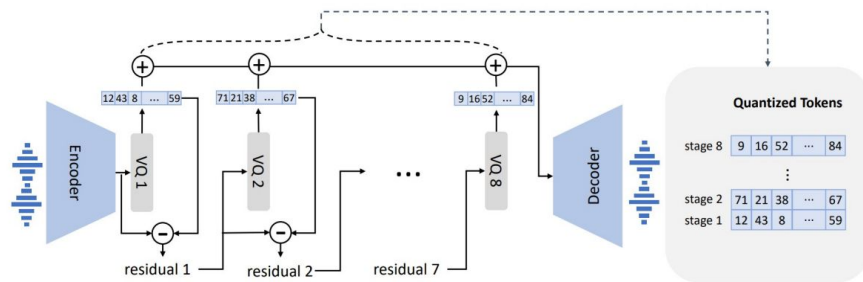 12 43 8 ... 59
71 21 38 ... 67
9 16 52 ... 84
Encoder
VQ 1
VQ 2
...
VQ 8
Decoder
residual 1
residual 2
residual 7
Quantized Tokens
stage 8 9 16 52 ... 84
⋮
stage 2 71 21 38 ... 67
stage 1 12 43 8 ... 59